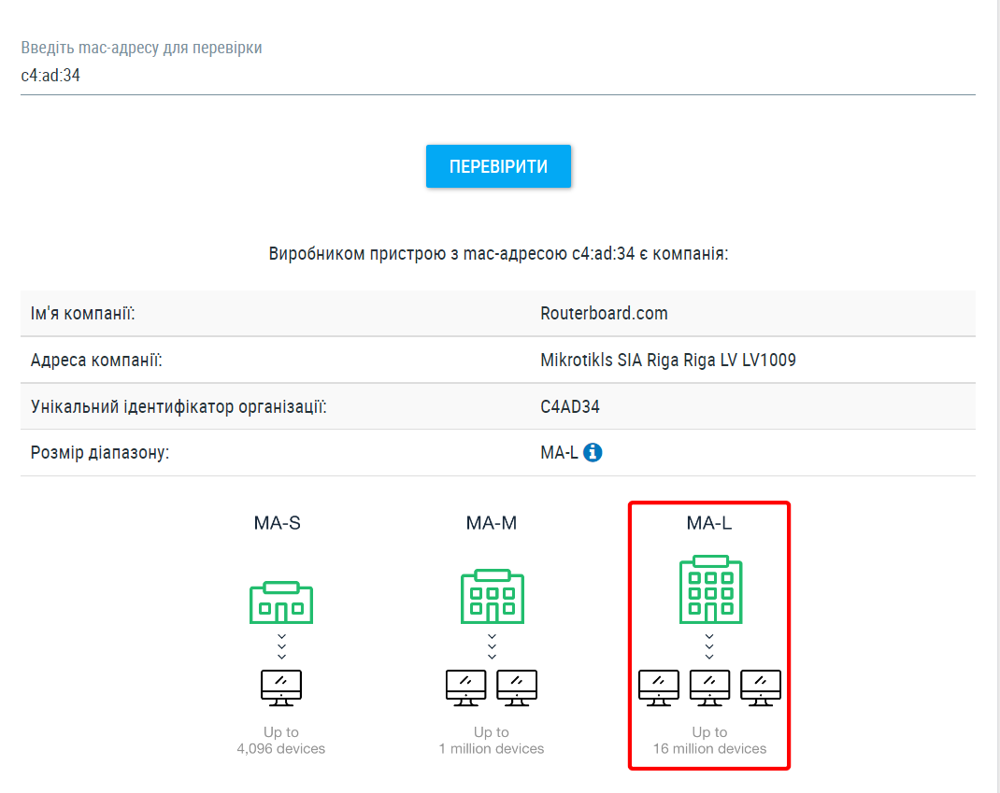 Введіть mac-адресу для перевірки
c4:ad:34
ПЕРЕВІРИТИ
Виробником пристрою з mac-адресою c4:ad:34 є компанія:
Ім'я компанії: Routerboard.com
Адреса компанії: Mikrotikls SIA Riga Riga LV LV1009
Унікальний ідентифікатор організації: C4AD34
Розмір діапазону: MA-L i
MA-S MA-M MA-L
Up to Up to Up to
4,096 devices 1 million devices 16 million devices